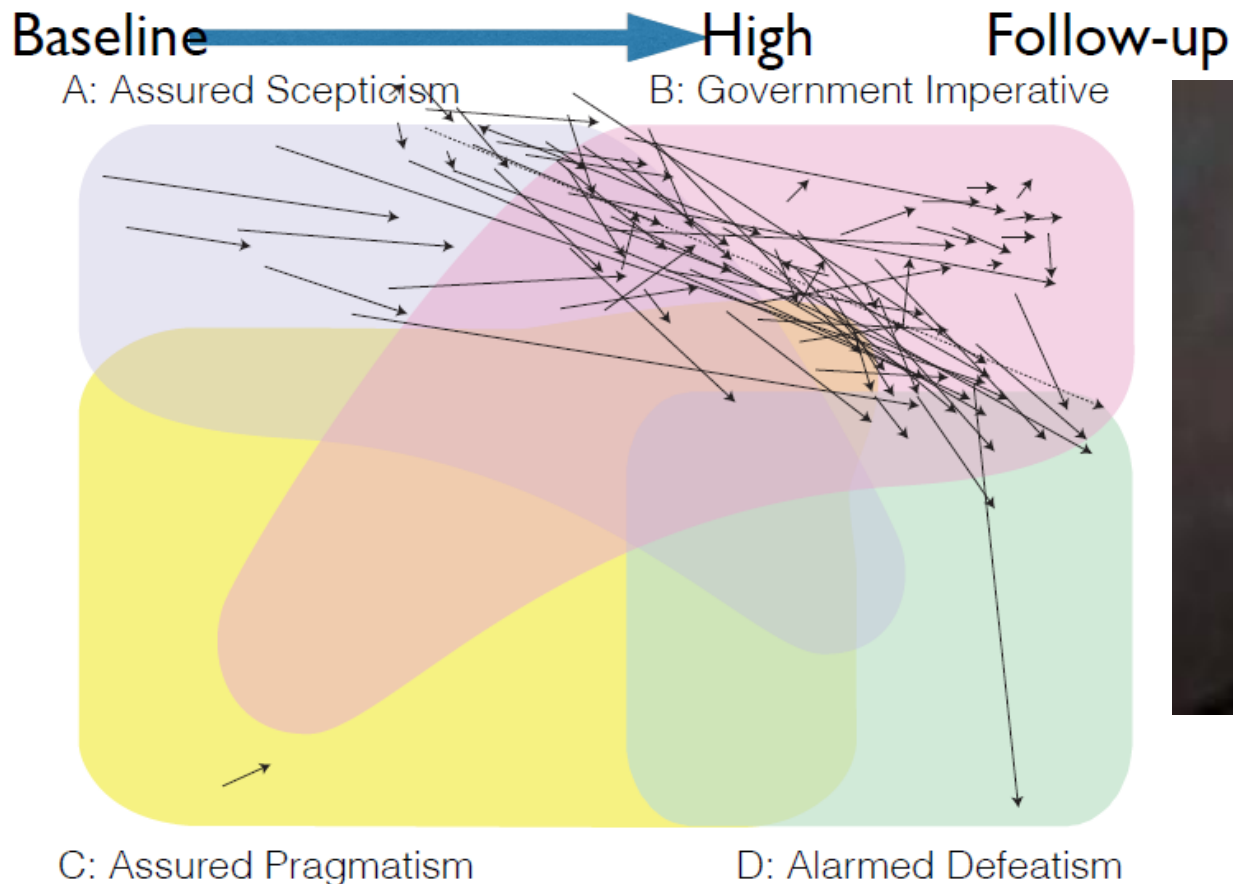 Baseline High Follow-up
A: Assured Scepticism B: Government Imperative
C: Assured Pragmatism D: Alarmed Defeatism